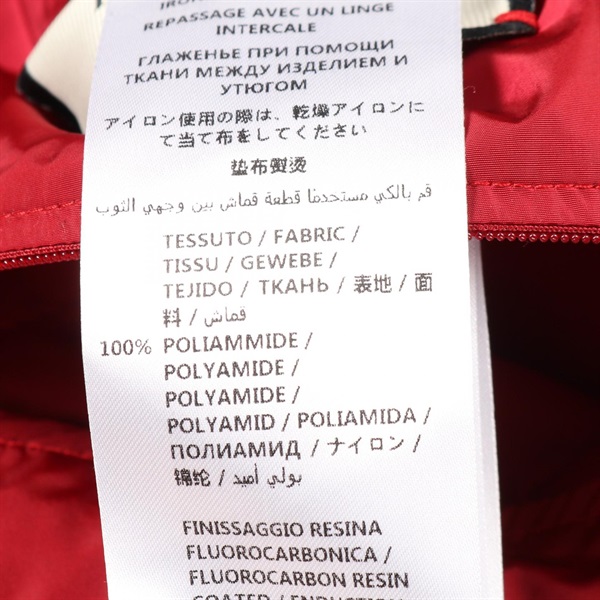 REPASSAGE AVEC UN LINGE
INTERCALE
ГЛАЖЕНЬЕ ПРИ ПОМОЩИ
ТКАНИ МЕЖДУ ИЗДЕЛИЕМ И
УТЮГОМ
アイロン使用の際は、乾燥アイロンに
て当て布をしてください
垫布熨烫
قم بالكي مستخدمًا قطعة قماش بين وجهي الثوب
TESSUTO / FABRIC /
TISSU / GEWEBE /
TEJIDO / ТКАНЬ / 表地 / 面
料 / قماش
100% POLIAMMIDE /
POLYAMIDE /
POLYAMIDE /
POLYAMID / POLIAMIDA /
ПОЛИАМИД / ナイロン /
锦纶 / بولي أميد
FINISSAGGIO RESINA
FLUOROCARBONICA /
FLUOROCARBON RESIN